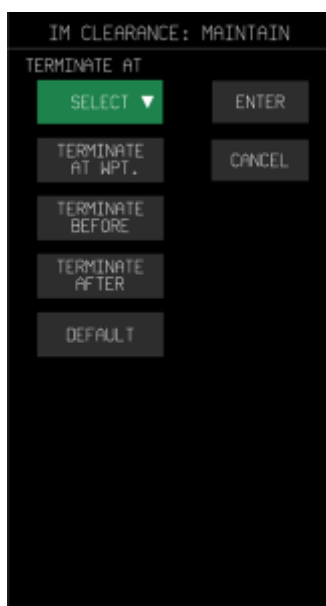 IM CLEARANCE: MAINTAIN
TERMINATE AT
SELECT ▼
ENTER
TERMINATE
AT WPT.
CANCEL
TERMINATE
BEFORE
TERMINATE
AFTER
DEFAULT